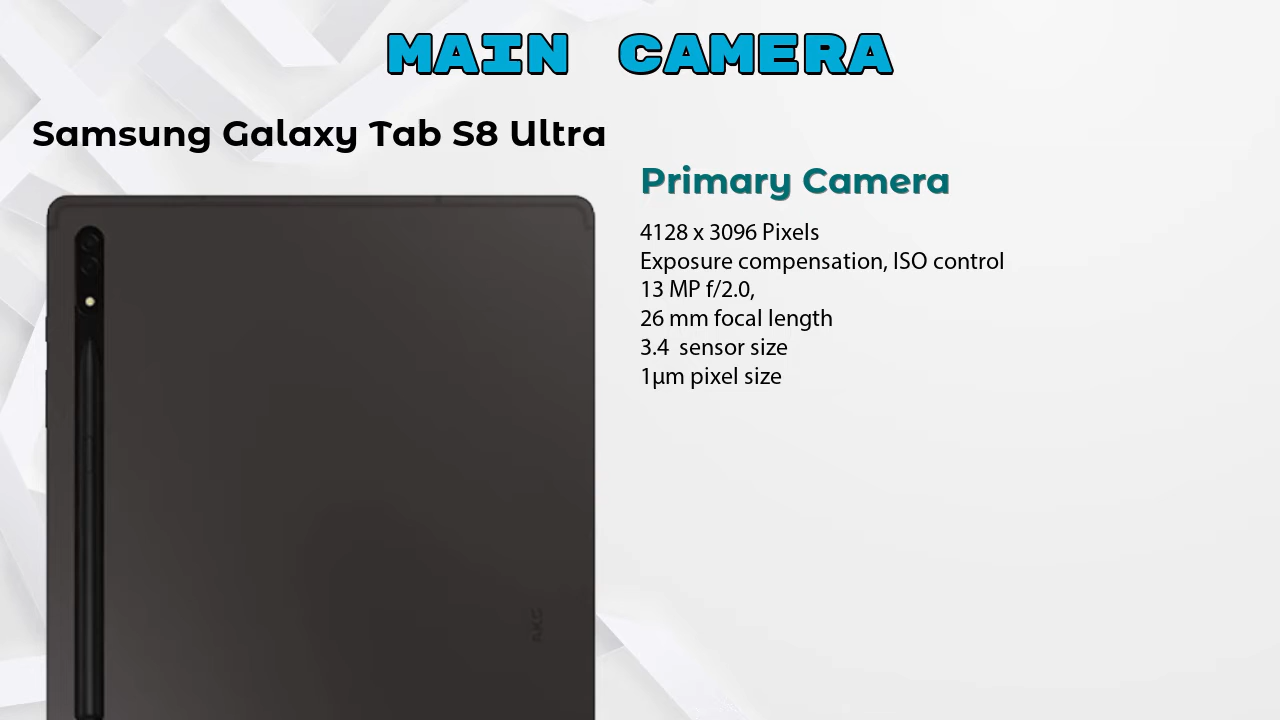 MAIN CAMERA
Samsung Galaxy Tab S8 Ultra
Primary Camera
4128 x 3096 Pixels
Exposure compensation, ISO control
13 MP f/2.0,
26 mm focal length
3.4 sensor size
1µm pixel size
AKG